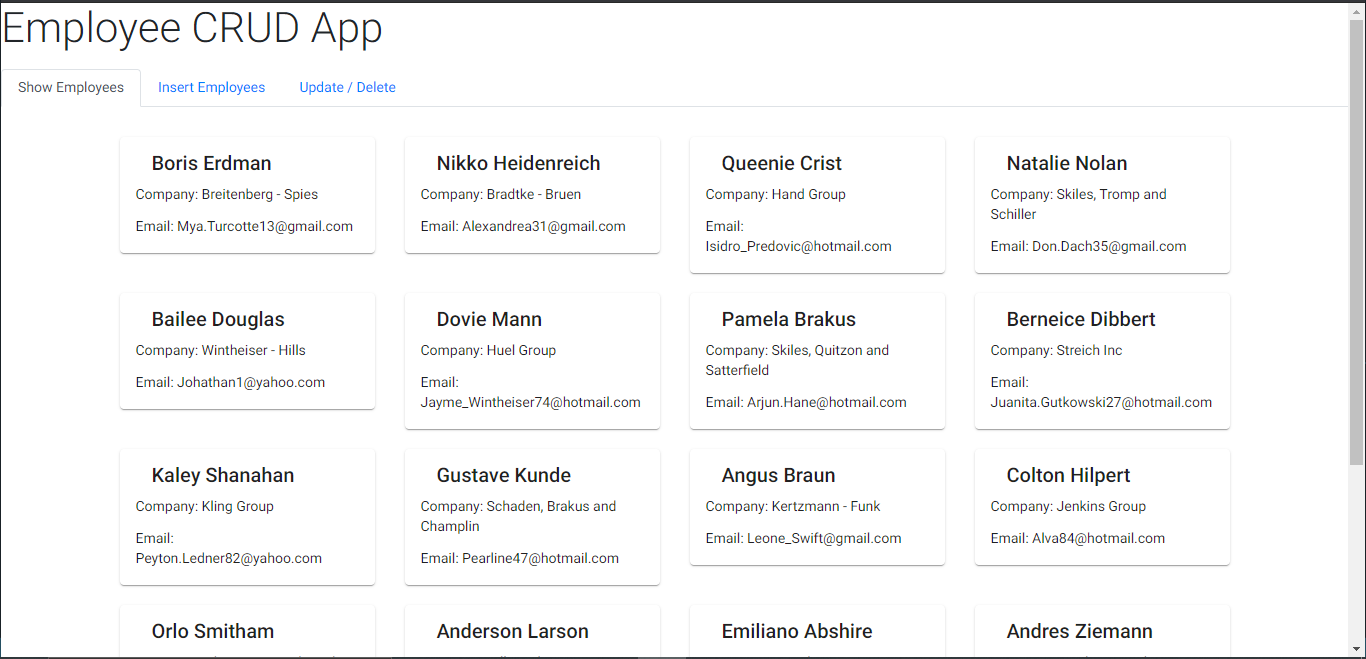 Employee CRUD App
Show Employees Insert Employees Update / Delete
Boris Erdman
Company: Breitenberg - Spies
Email: Mya.Turcotte13@gmail.com
Nikko Heidenreich
Company: Bradtke - Bruen
Email: Alexandrea31@gmail.com
Queenie Crist
Company: Hand Group
Email:
Isidro_Predovic@hotmail.com
Natalie Nolan
Company: Skiles, Tromp and
Schiller
Email: Don.Dach35@gmail.com
Bailee Douglas
Company: Wintheiser - Hills
Email: Johathan1@yahoo.com
Dovie Mann
Company: Huel Group
Email:
Jayme_Wintheiser74@hotmail.com
Pamela Brakus
Company: Skiles, Quitzon and
Satterfield
Email: Arjun.Hane@hotmail.com
Berneice Dibbert
Company: Streich Inc
Email:
Juanita.Gutkowski27@hotmail.com
Kaley Shanahan
Company: Kling Group
Email:
Peyton.Ledner82@yahoo.com
Gustave Kunde
Company: Schaden, Brakus and
Champlin
Email: Pearline47@hotmail.com
Angus Braun
Company: Kertzmann - Funk
Email: Leone_Swift@gmail.com
Colton Hilpert
Company: Jenkins Group
Email: Alva84@hotmail.com
Orlo Smitham
Anderson Larson
Emiliano Abshire
Andres Ziemann